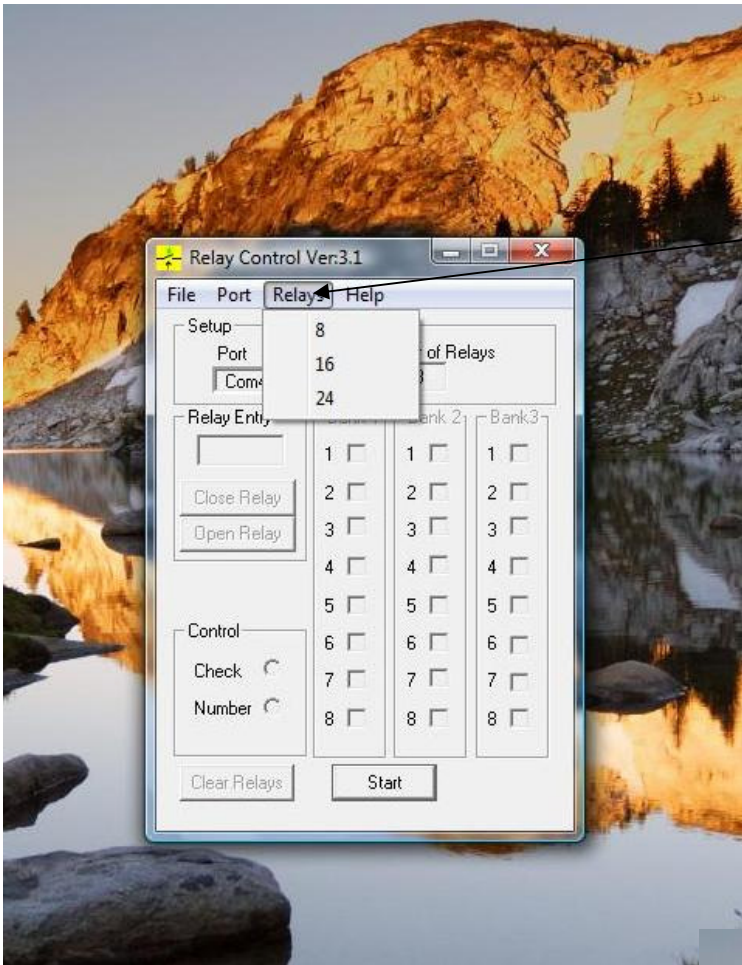 Relay Control Ver:3.1
File Port Relays Help
Setup
8
16
24
Port
of Relays
Relay Entry
Bank 2
Bank3
1 1 1
Close Relay
2 2 2
Open Relay
3 3 3
4 4 4
5 5 5
Control
6 6 6
Check
7 7 7
Number
8 8 8
Clear Relays
Start